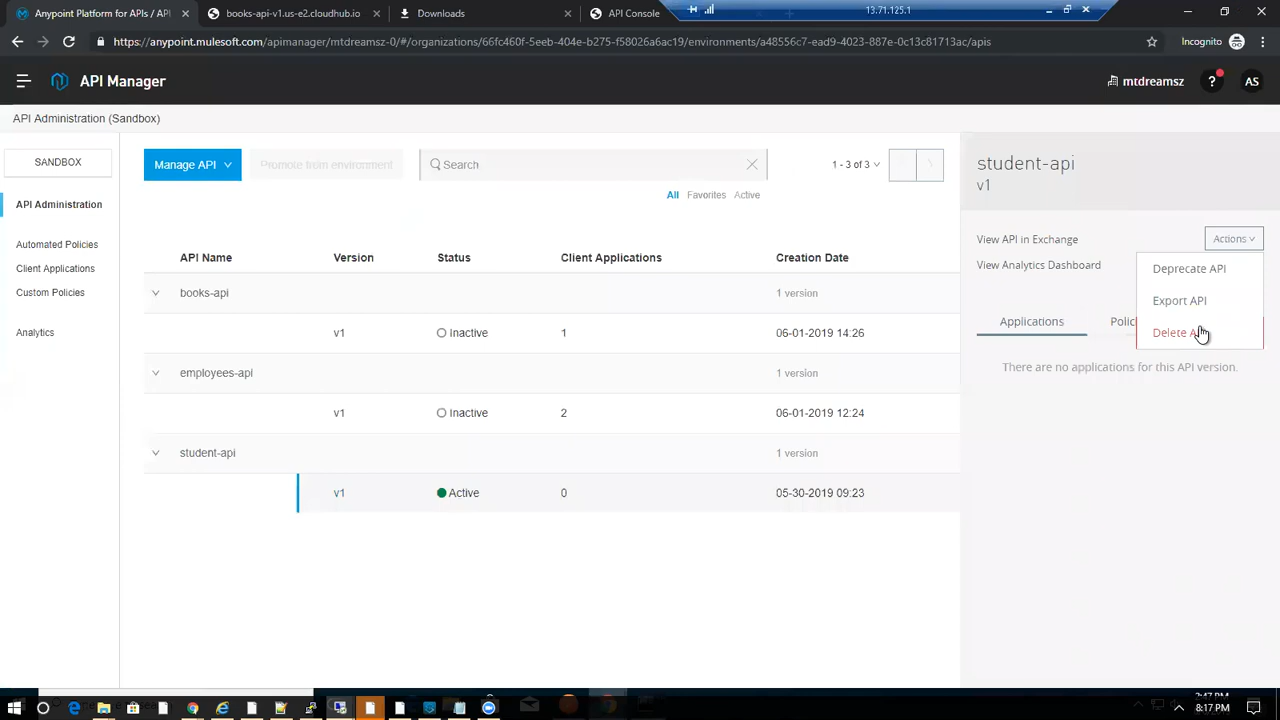 Anypoint Platform for APIs / API
books-api-v1.us-e2.cloudhub.io
Downloads
API Console
13.71.125.1
https://anypoint.mulesoft.com/apimanager/mtdreamsz-0/#/organizations/66fc460f-5eeb-404e-b275-f58026a6ac19/environments/a48556c7-ead9-4023-887e-0c13c81713ac/apis
Incognito
API Manager
mtdreamsz
?
AS
API Administration (Sandbox)
SANDBOX
API Administration
Automated Policies
Client Applications
Custom Policies
Analytics
Manage API
Promote from environment
Search
1 - 3 of 3
All Favorites Active
API Name Version Status Client Applications Creation Date
books-api 1 version
v1 Inactive 1 06-01-2019 14:26
employees-api 1 version
v1 Inactive 2 06-01-2019 12:24
student-api 1 version
v1 Active 0 05-30-2019 09:23
student-api
v1
View API in Exchange
Actions
View Analytics Dashboard
Deprecate API
Export API
Delete
Applications
Polic
There are no applications for this API version.
8:17 PM